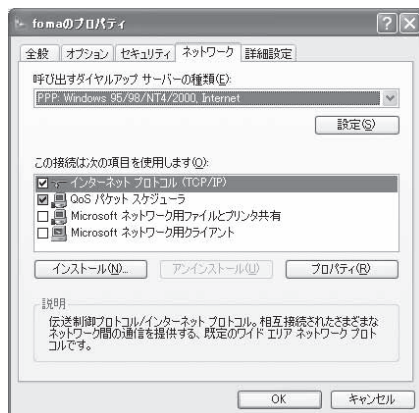 fomaのプロパティ
全般 オプション セキュリティ ネットワーク 詳細設定
呼び出すダイヤルアップ サーバーの種類(E):
PPP: Windows 95/98/NT4/2000, Internet
設定(S)
この接続は次の項目を使用します(O):
インターネット プロトコル (TCP/IP)
QoS パケット スケジューラ
Microsoft ネットワーク用ファイルとプリンタ共有
Microsoft ネットワーク用クライアント
インストール(N)... アンインストール(U) プロパティ(R)
説明
伝送制御プロトコル/インターネット プロトコル。相互接続されたさまざまな
ネットワーク間の通信を提供する、既定のワイド エリア ネットワーク プロト
コルです。
OK キャンセル